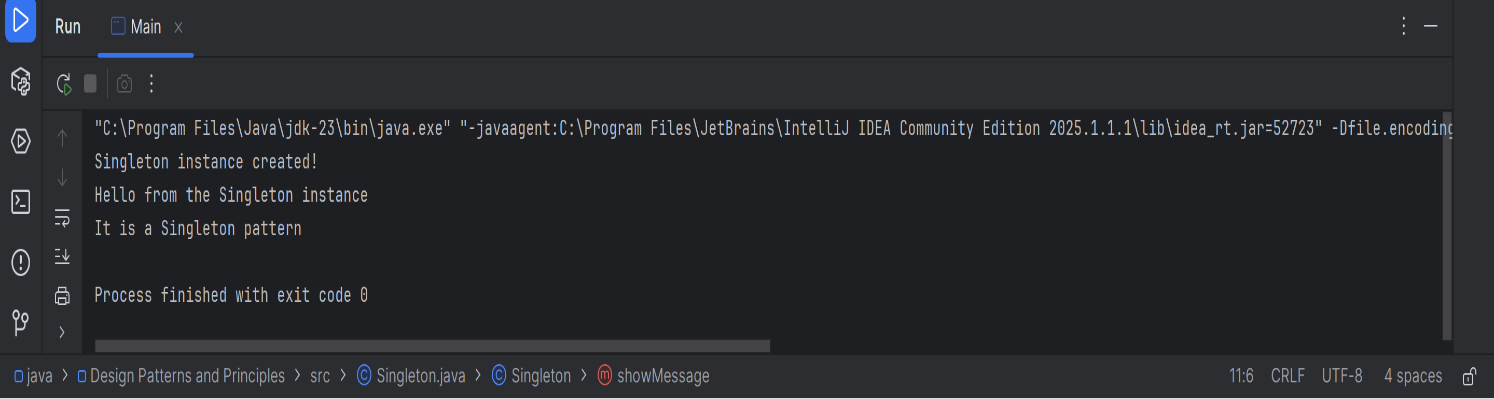 Run Main
"C:\Program Files\Java\jdk-23\bin\java.exe" "-javaagent:C:\Program Files\JetBrains\IntelliJ IDEA Community Edition 2025.1.1.1\lib\idea_rt.jar=52723" -Dfile.encoding
Singleton instance created!
Hello from the Singleton instance
It is a Singleton pattern
Process finished with exit code 0
java > Design Patterns and Principles > src > Singleton.java > Singleton > showMessage 11:6 CRLF UTF-8 4 spaces